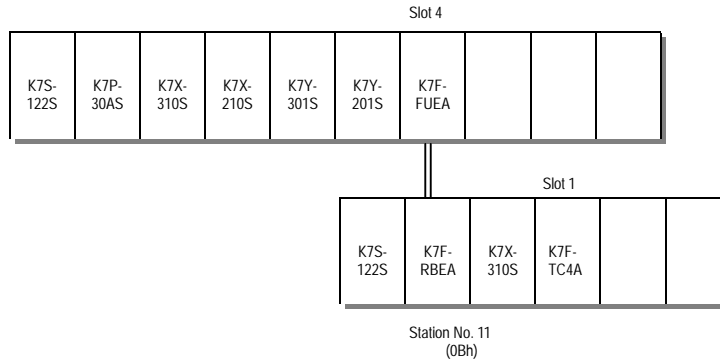 Slot 4
K7S-
122S
K7P-
30AS
K7X-
310S
K7X-
210S
K7Y-
301S
K7Y-
201S
K7F-
FUEA
Slot 1
K7S-
122S
K7F-
RBEA
K7X-
310S
K7F-
TC4A
Station No. 11
(0Bh)